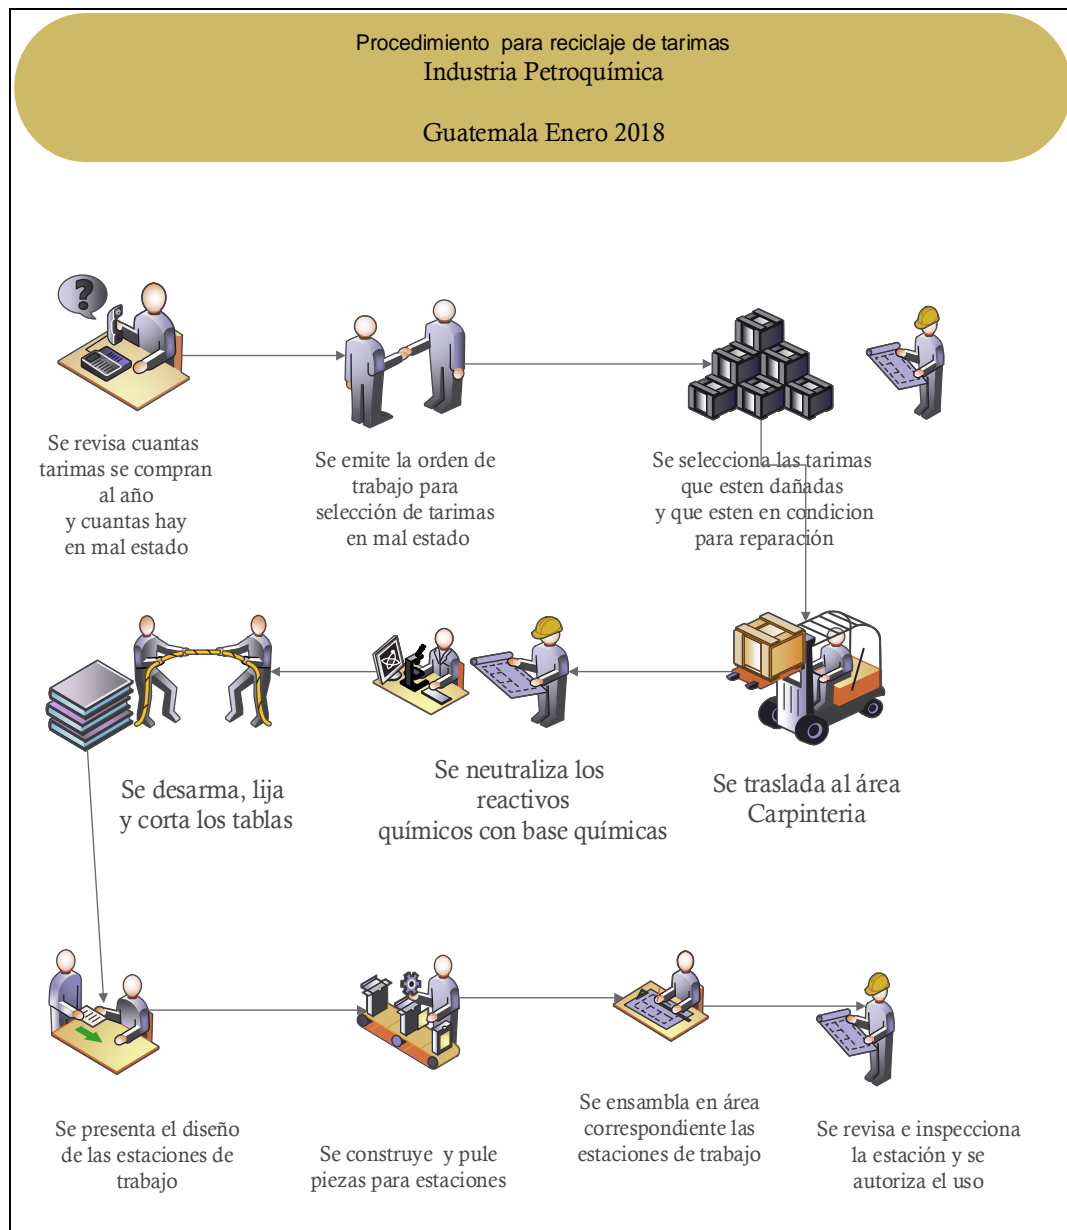 Procedimiento para reciclaje de tarimas
Industria Petroquímica
Guatemala Enero 2018
?
Se revisa cuantas
tarimas se compran
al año
y cuantas hay
en mal estado
Se emite la orden de
trabajo para
selección de tarimas
en mal estado
Se selecciona las tarimas
que esten dañadas
y que esten en condicion
para reparación
Se desarma, lija
y corta los tablas
Se neutraliza los
reactivos
químicos con base químicas
Se traslada al área
Carpinteria
Se presenta el diseño
de las estaciones de
trabajo
Se construye y pule
piezas para estaciones
Se ensambla en área
correspondiente las
estaciones de trabajo
Se revisa e inspecciona
la estación y se
autoriza el uso